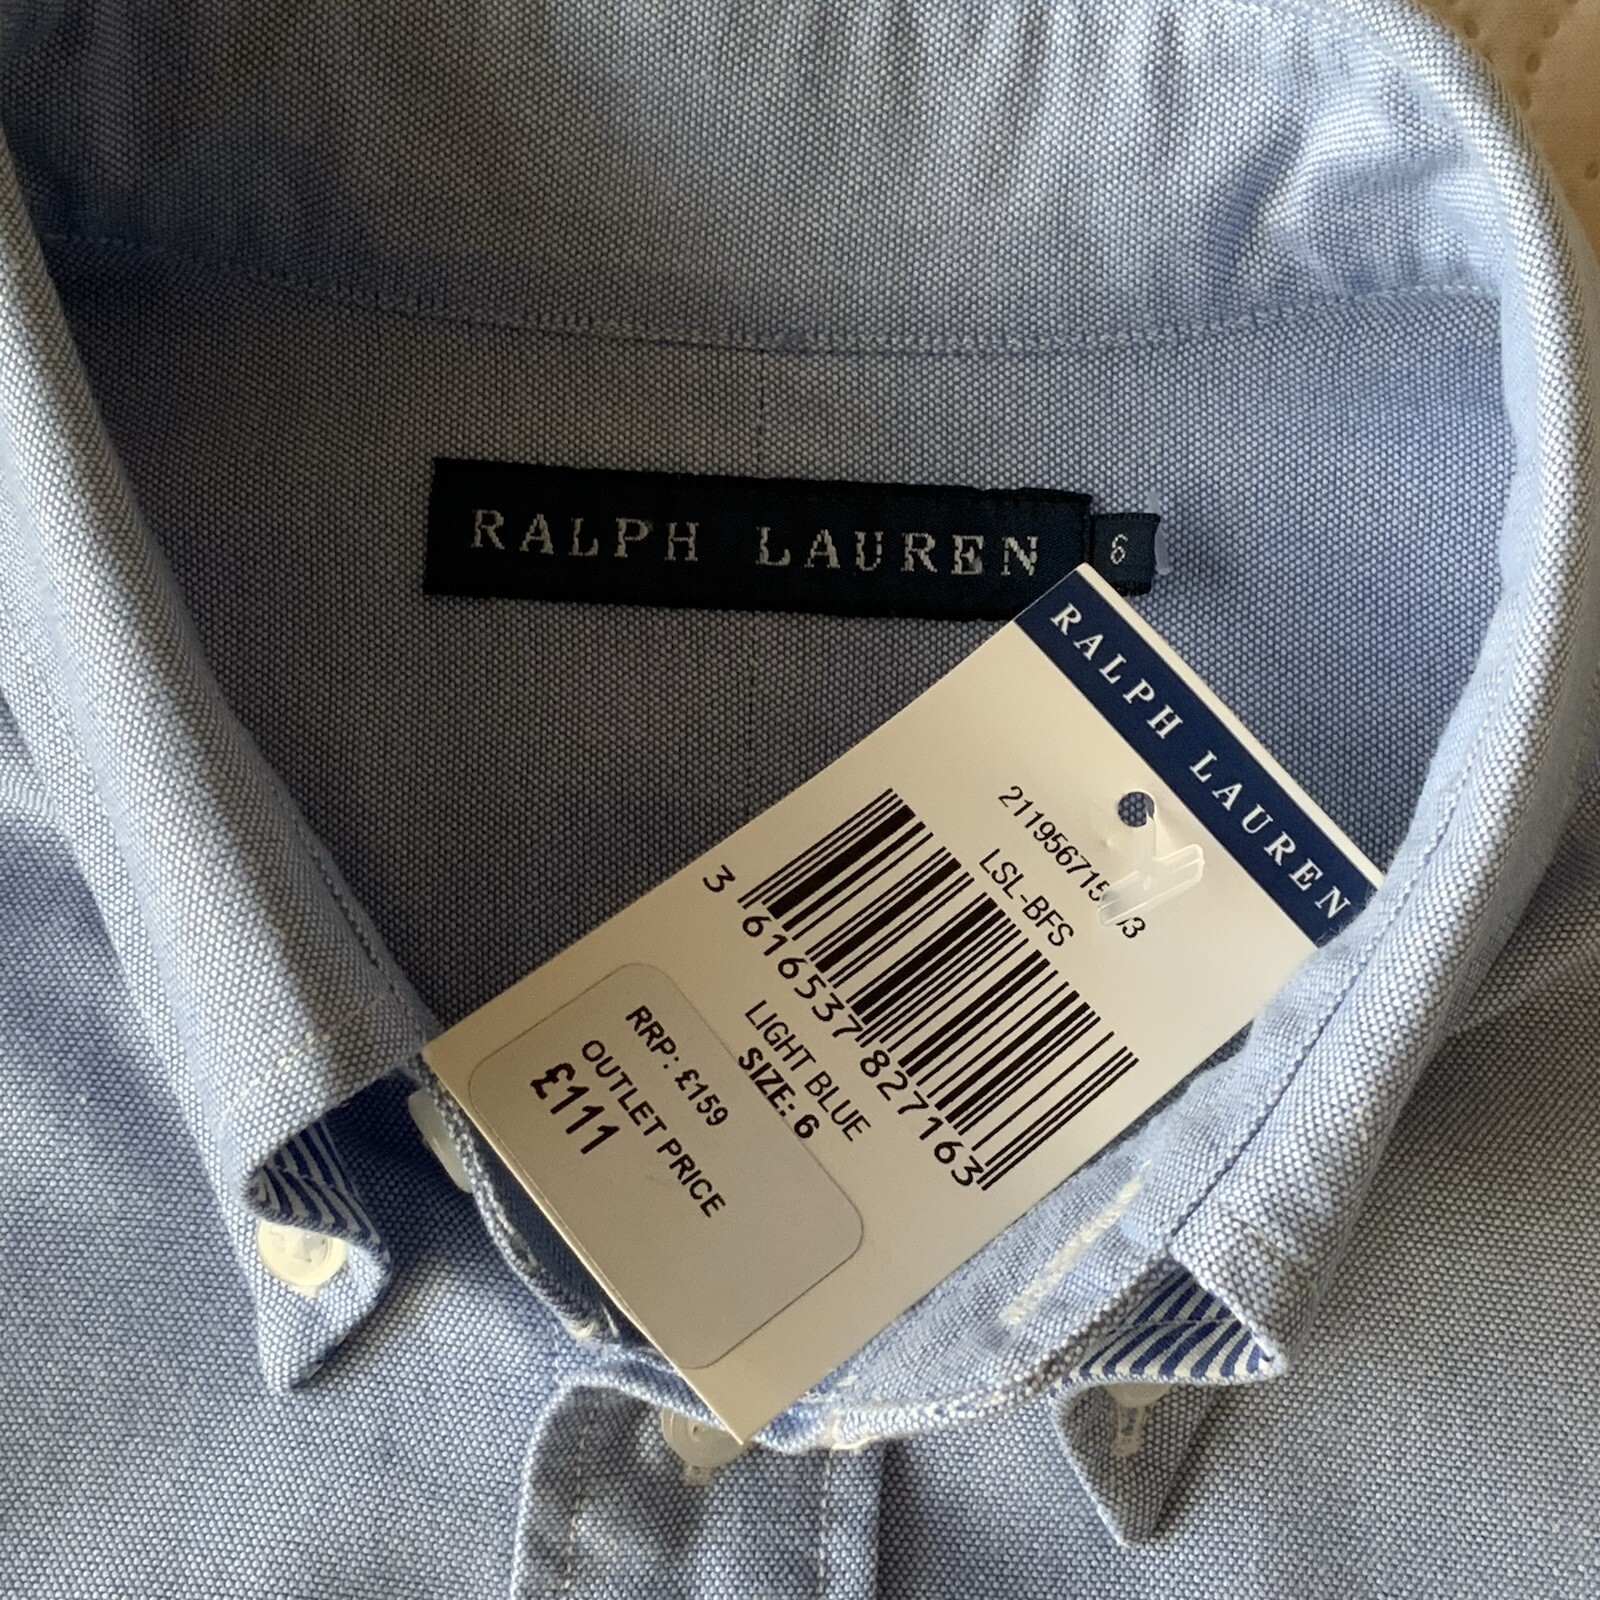 RALPH LAUREN
6
RALPH LAUREN
LSL-BFS
3 616537 827163
LIGHT BLUE
SIZE: 6
RRP: £159
OUTLET PRICE
£111